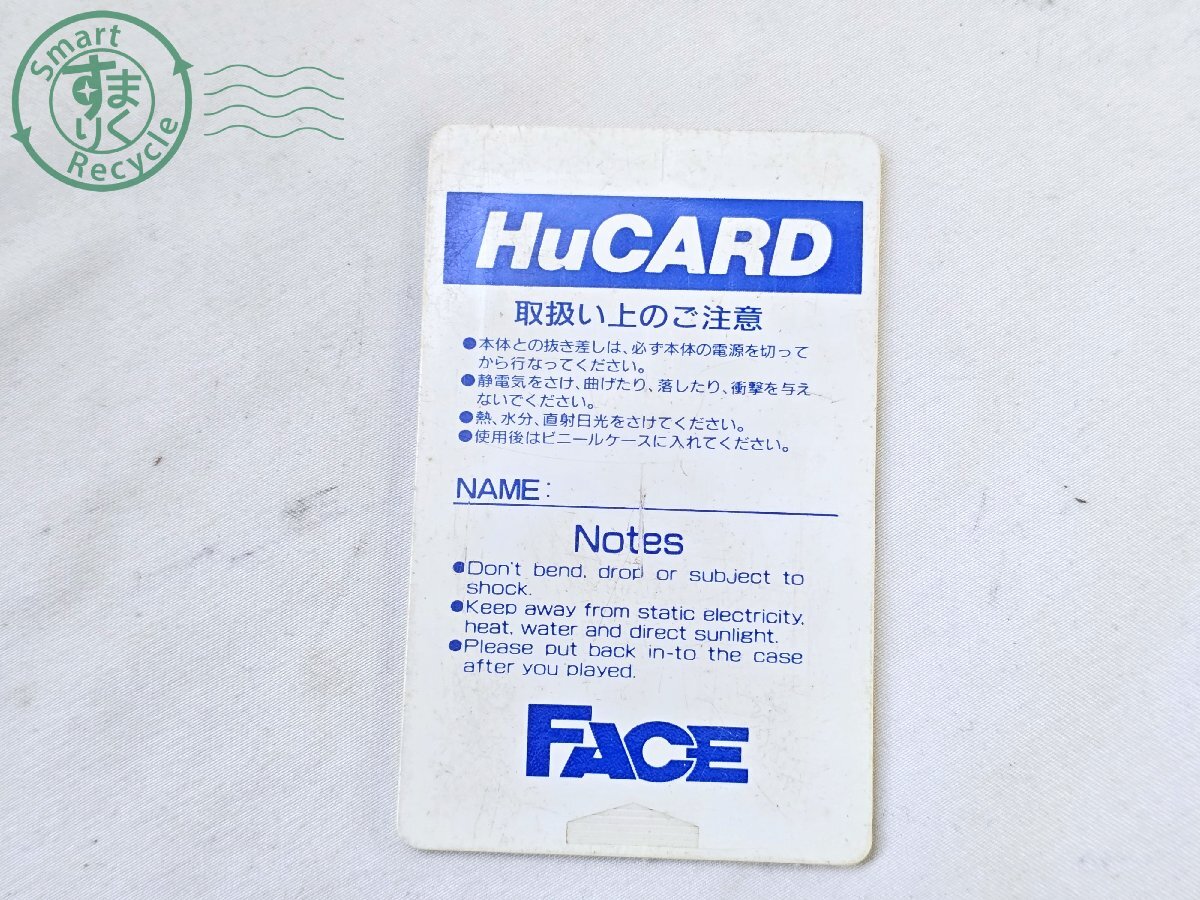 Smart
すまりく
Recycle
HuCARD
取扱い上のご注意
●本体との抜き差しは、必ず本体の電源を切って
から行なってください。
●静電気をさけ、曲げたり、落したり、衝撃を与え
ないでください。
●熱、水分、直射日光をさけてください。
●使用後はビニールケースに入れてください。
NAME:
Notes
●Don't bend, drop or subject to
shock.
●Keep away from static electricity,
heat, water and direct sunlight.
●Please put back in-to the case
after you played.
FACE